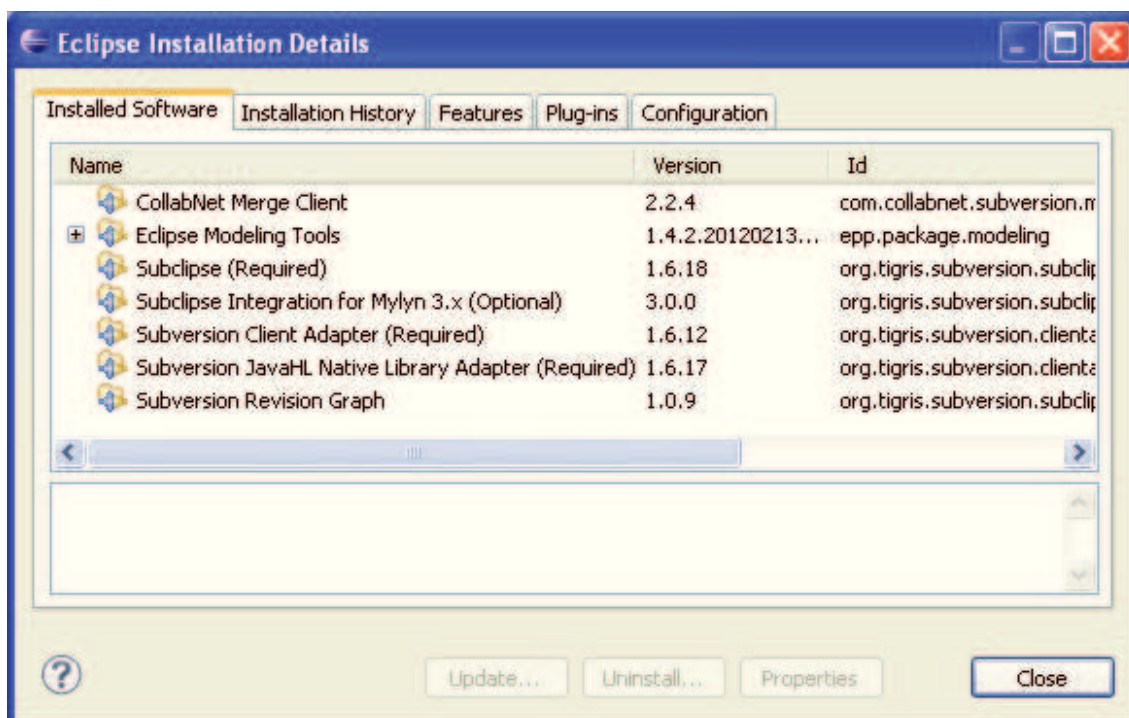 Eclipse Installation Details
Installed Software Installation History Features Plug-ins Configuration
Name Version Id
CollabNet Merge Client 2.2.4 com.collabnet.subversion.m
Eclipse Modeling Tools 1.4.2.20120213... epp.package.modeling
Subclipse (Required) 1.6.18 org.tigris.subversion.subclip
Subclipse Integration for Mylyn 3.x (Optional) 3.0.0 org.tigris.subversion.subclip
Subversion Client Adapter (Required) 1.6.12 org.tigris.subversion.clienta
Subversion JavaHL Native Library Adapter (Required) 1.6.17 org.tigris.subversion.clienta
Subversion Revision Graph 1.0.9 org.tigris.subversion.subclip
Update... Uninstall... Properties Close